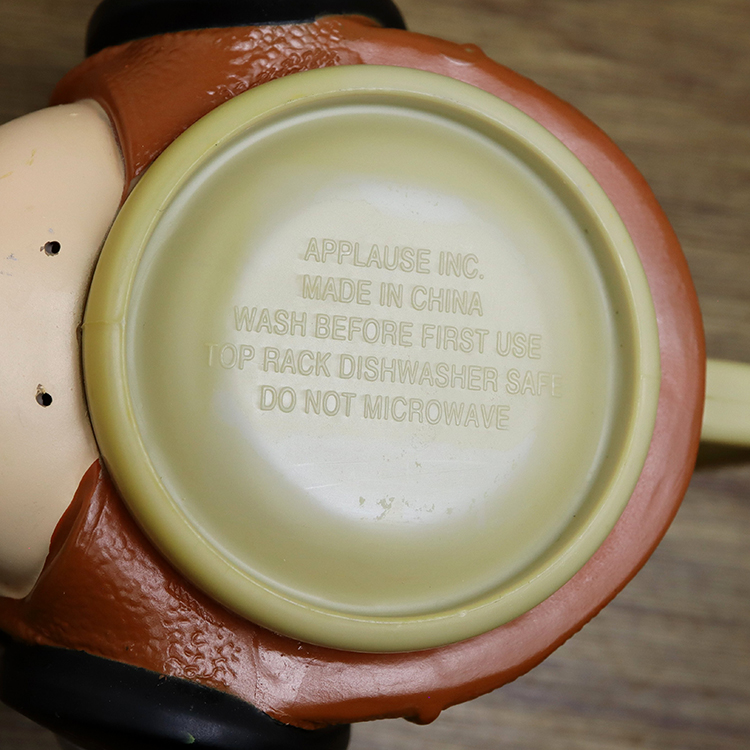 APPLAUSE INC.
MADE IN CHINA
WASH BEFORE FIRST USE
TOP RACK DISHWASHER SAFE
DO NOT MICROWAVE